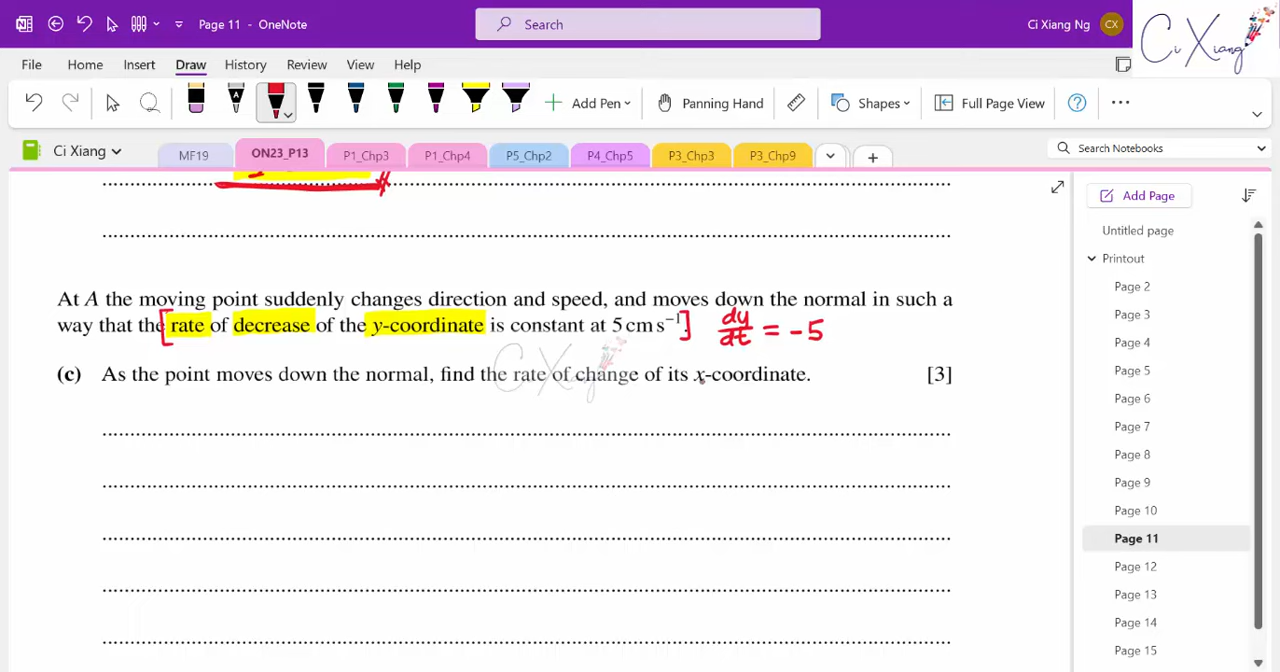 Page 11 - OneNote
Search
Ci Xiang Ng
CX
Ci Xiang
File
Home
Insert
Draw
History
Review
View
Help
Add Pen
Panning Hand
Shapes
Full Page View
Ci Xiang
MF19
ON23_P13
P1_Chp3
P1_Chp4
P5_Chp2
P4_Chp5
P3_Chp3
P3_Chp9
Search Notebooks
At A the moving point suddenly changes direction and speed, and moves down the normal in such a
way that the [rate of decrease of the y-coordinate is constant at 5 cm s⁻¹.] dy/dt = -5
Ci Xiang
(c) As the point moves down the normal, find the rate of change of its x-coordinate. [3]
Add Page
Untitled page
Printout
Page 2
Page 3
Page 4
Page 5
Page 6
Page 7
Page 8
Page 9
Page 10
Page 11
Page 12
Page 13
Page 14
Page 15